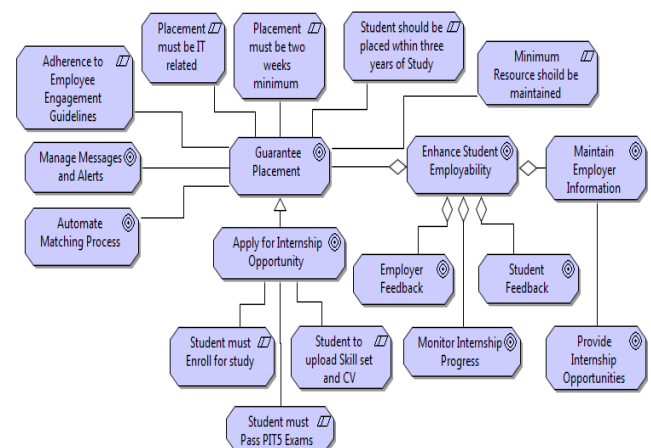 Adherence to
Employee
Engagement
Guidelines
Placement
must be IT
related
Placement
must be two
weeks
minimum
Student should be
placed wthin three
years of Study
Minimum
Resource shoild be
maintained
Manage Messages
and Alerts
Guarantee
Placement
Enhance Student
Employability
Maintain
Employer
Information
Automate
Matching Process
Apply for Internship
Opportunity
Employer
Feedback
Student
Feedback
Student must
Enroll for study
Student to
upload Skill set
and CV
Monitor Internship
Progress
Provide
Internship
Opportunities
Student must
Pass PIT5 Exams